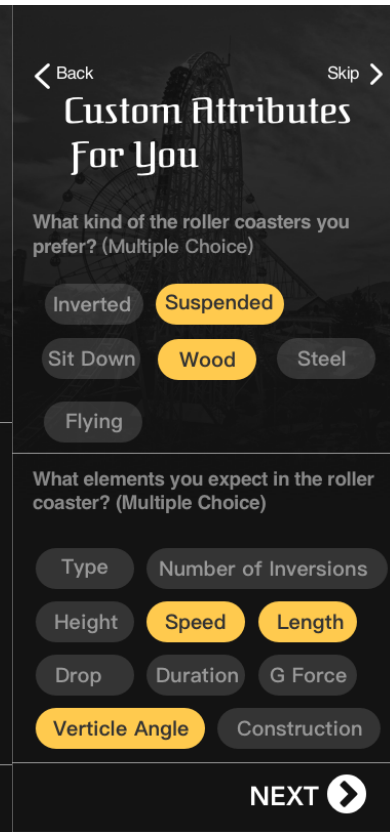 Back Skip
Custom Attributes
For You
What kind of the roller coasters you
prefer? (Multiple Choice)
Inverted Suspended
Sit Down Wood Steel
Flying
What elements you expect in the roller
coaster? (Multiple Choice)
Type Number of Inversions
Height Speed Length
Drop Duration G Force
Verticle Angle Construction
NEXT